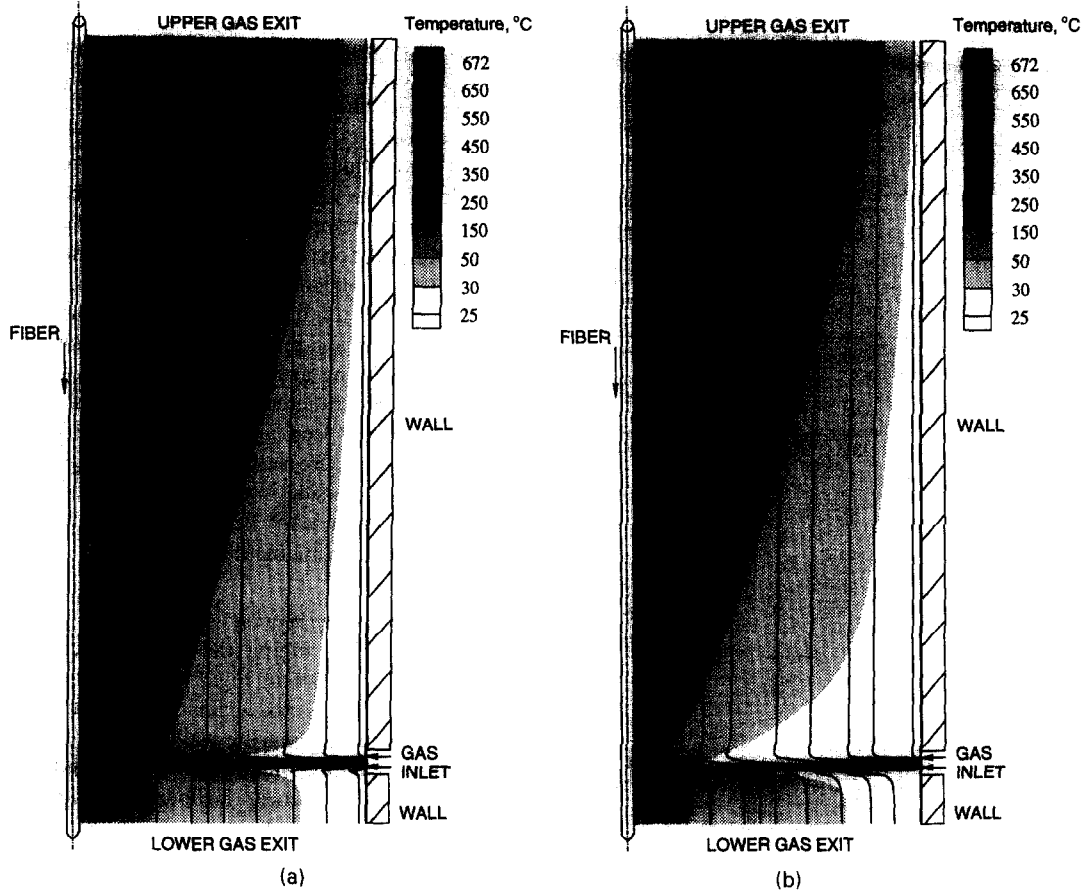 UPPER GAS EXIT
Temperature, °C
672
650
550
450
350
250
150
50
30
25
FIBER
WALL
GAS
INLET
WALL
LOWER GAS EXIT
(a)
UPPER GAS EXIT
Temperature, °C
672
650
550
450
350
250
150
50
30
25
FIBER
WALL
GAS
INLET
WALL
LOWER GAS EXIT
(b)